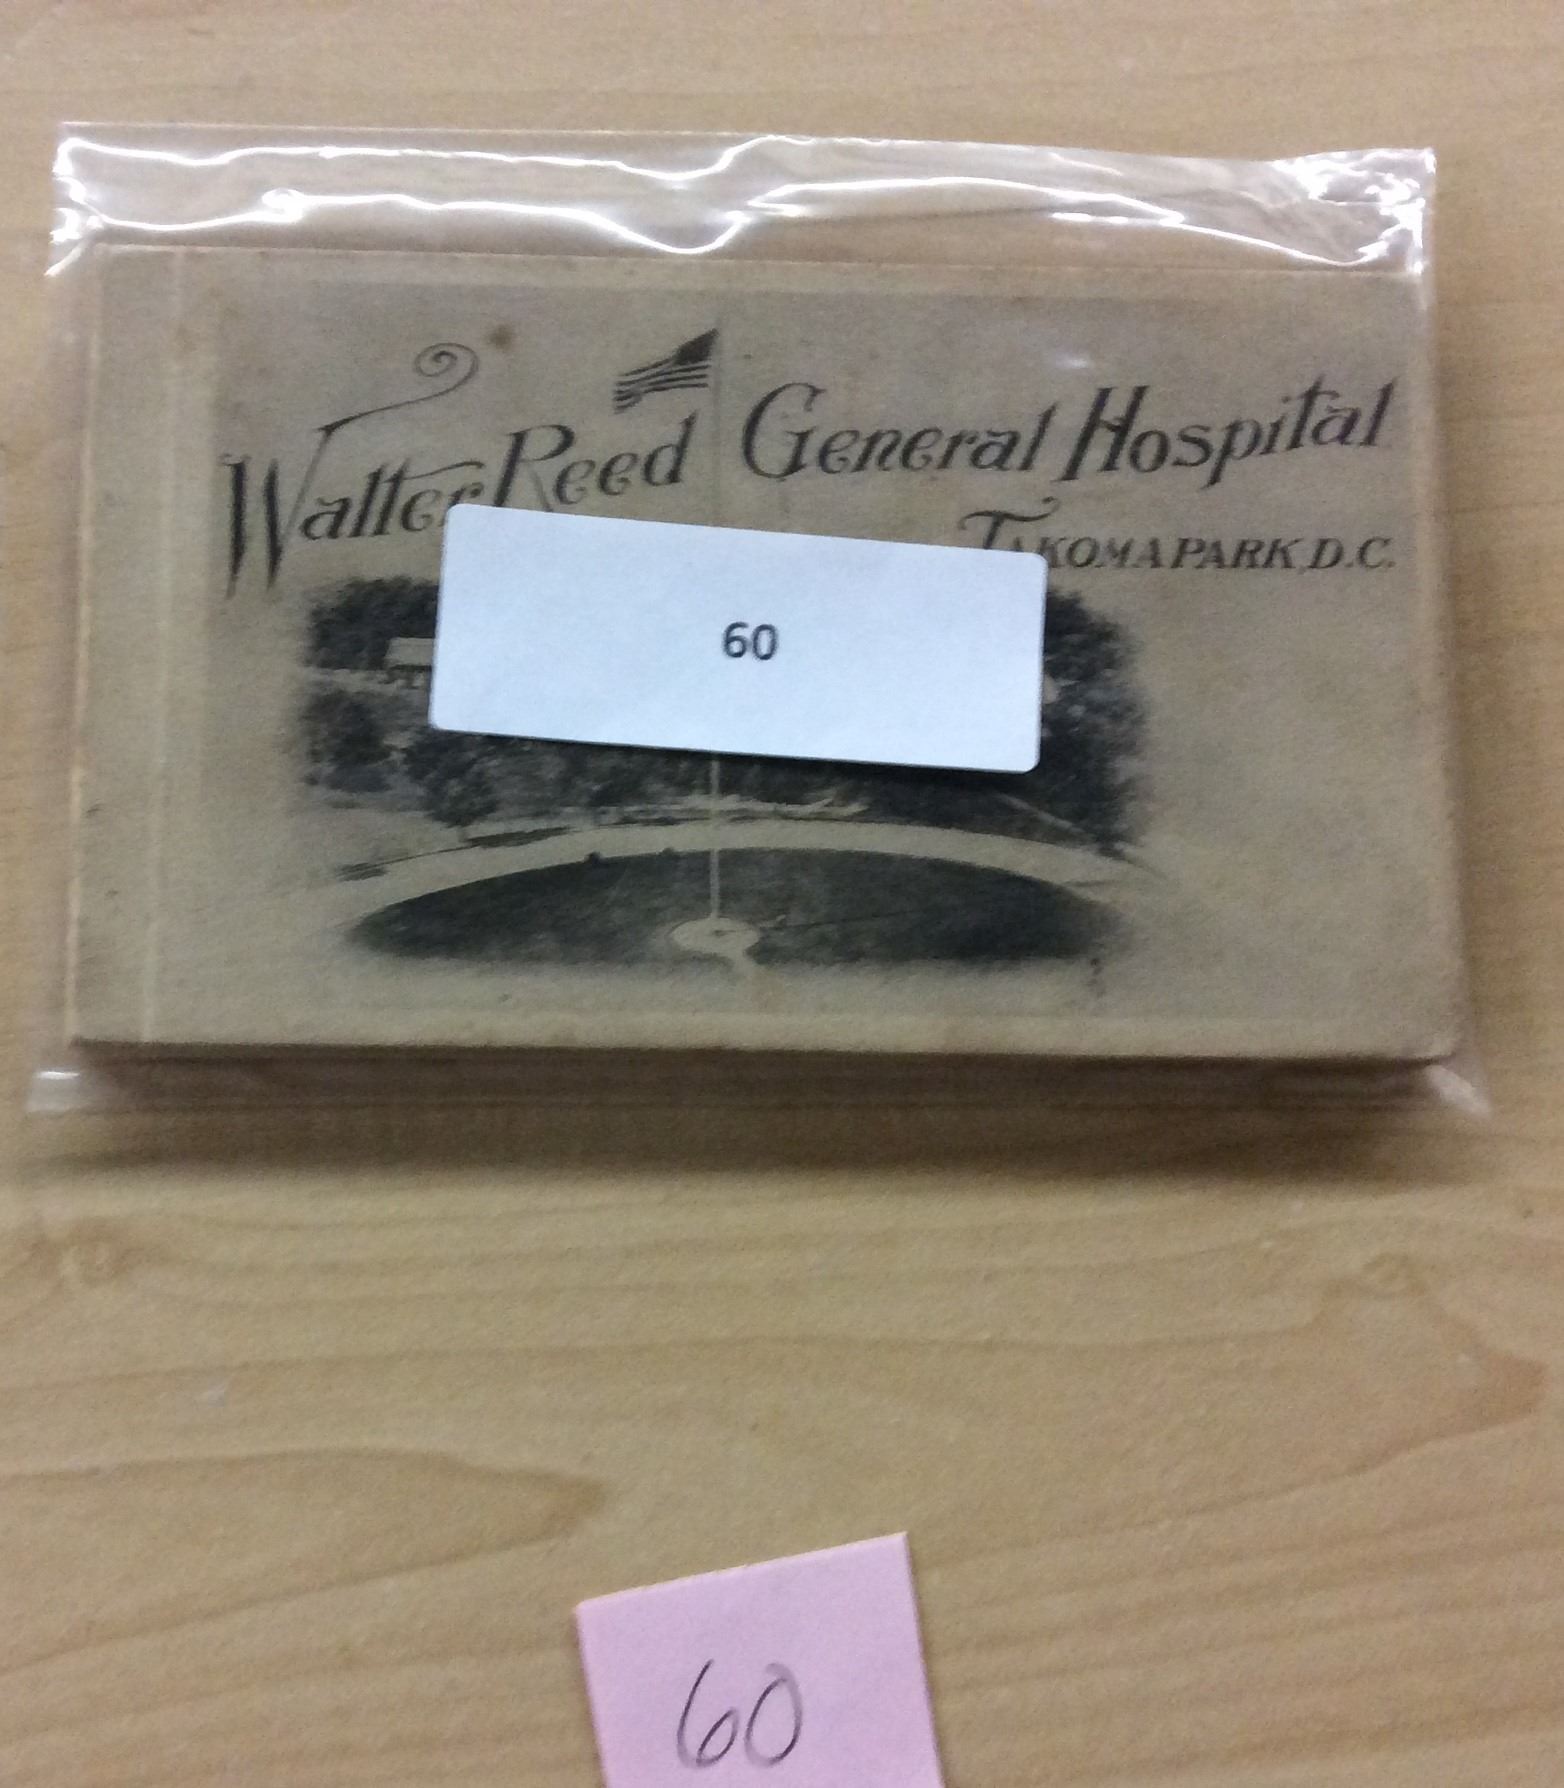 Walter Reed General Hospital
Takoma Park, D.C.
60
60